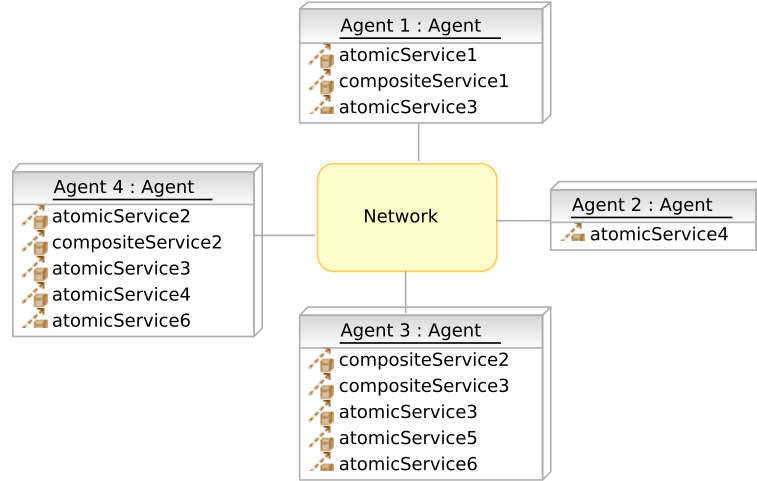 Agent 1 : Agent
atomicService1
compositeService1
atomicService3
Agent 4 : Agent
atomicService2
compositeService2
atomicService3
atomicService4
atomicService6
Network
Agent 2 : Agent
atomicService4
Agent 3 : Agent
compositeService2
compositeService3
atomicService3
atomicService5
atomicService6